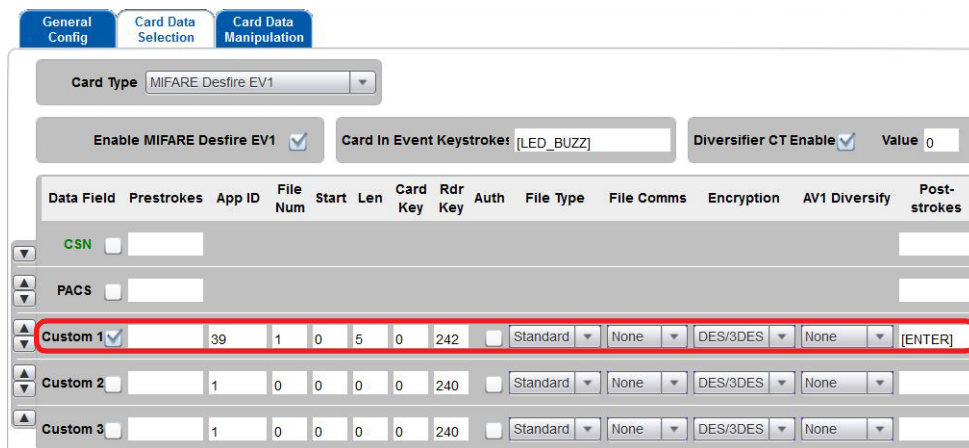 General Config
Card Data Selection
Card Data Manipulation
Card Type MIFARE Desfire EV1
Enable MIFARE Desfire EV1 Card In Event Keystrokes [LED_BUZZ] Diversifier CT Enable Value 0
Data Field Prestrokes App ID File Num Start Len Card Key Rdr Key Auth File Type File Comms Encryption AV1 Diversify Post-strokes
CSN
PACS
Custom 1 39 1 0 5 0 242 Standard None DES/3DES None [ENTER]
Custom 2 1 0 0 0 0 240 Standard None DES/3DES None
Custom 3 1 0 0 0 0 240 Standard None DES/3DES None